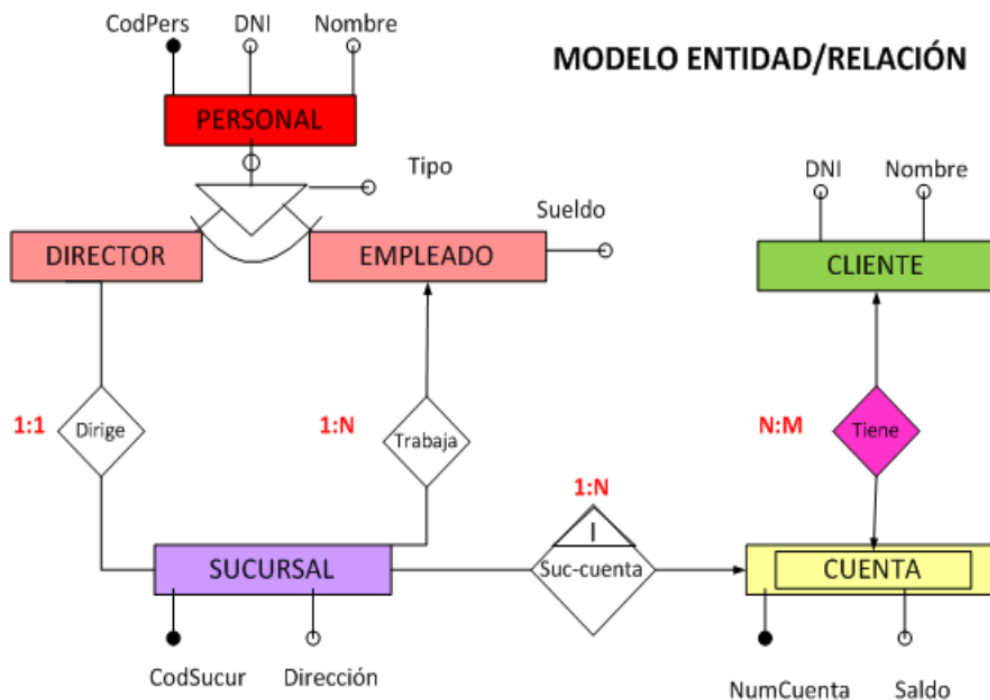 CodPers DNI Nombre
MODELO ENTIDAD/RELACIÓN
PERSONAL
Tipo
DNI Nombre
Sueldo
DIRECTOR
EMPLEADO
CLIENTE
1:1
Dirige
1:N
Trabaja
N:M
Tiene
1:N
I
Suc-cuenta
SUCURSAL
CUENTA
CodSucur Dirección
NumCuenta Saldo